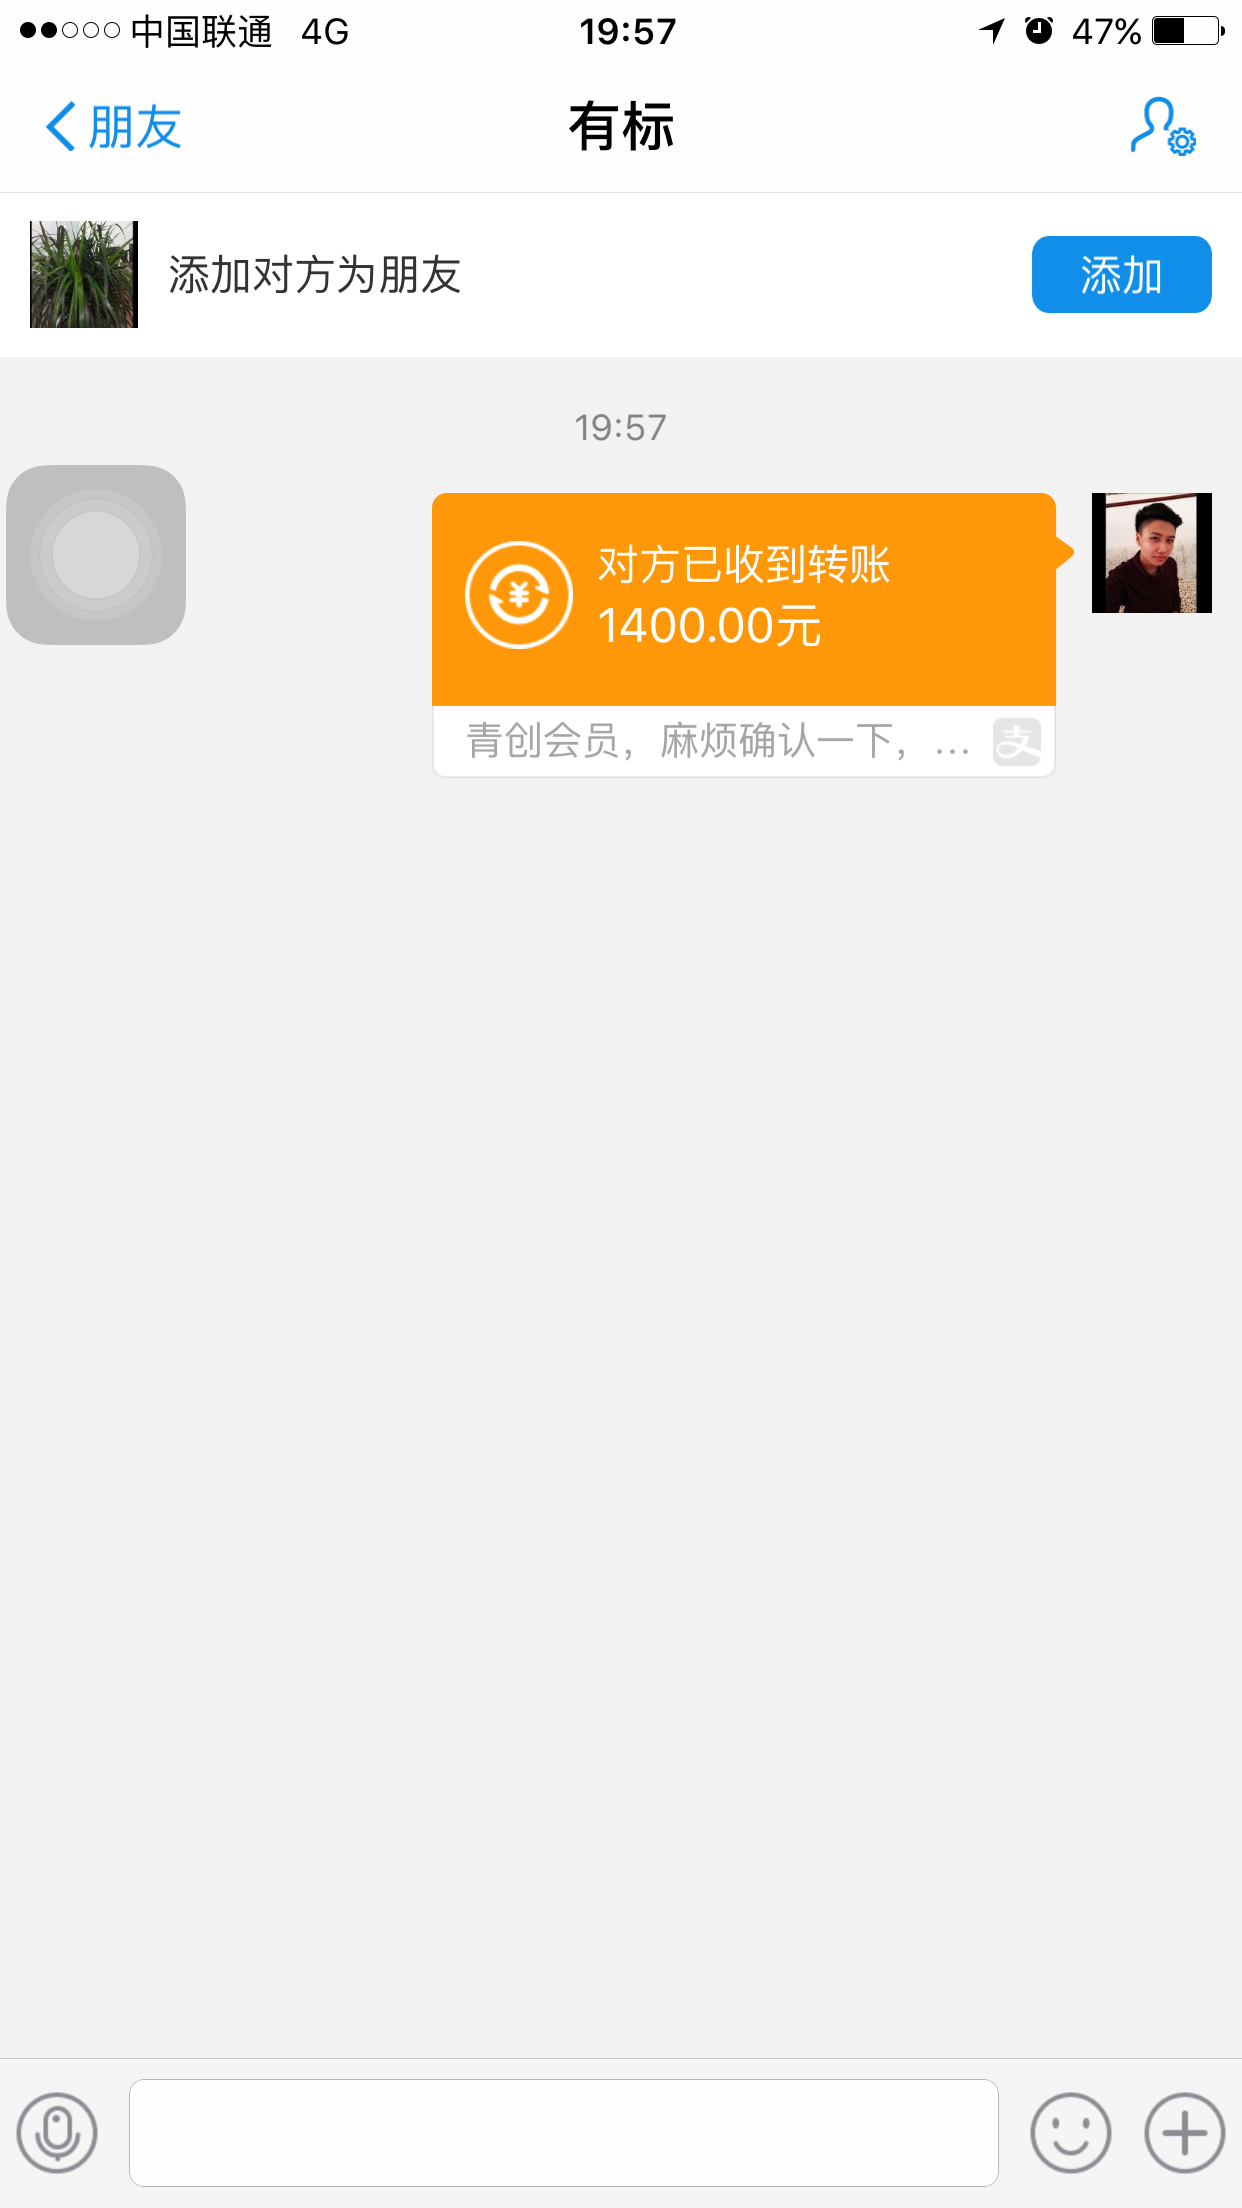 中国联通 4G 19:57 47%
朋友 有标
添加对方为朋友 添加
19:57
对方已收到转账
1400.00元
青创会员，麻烦确认一下，... 支